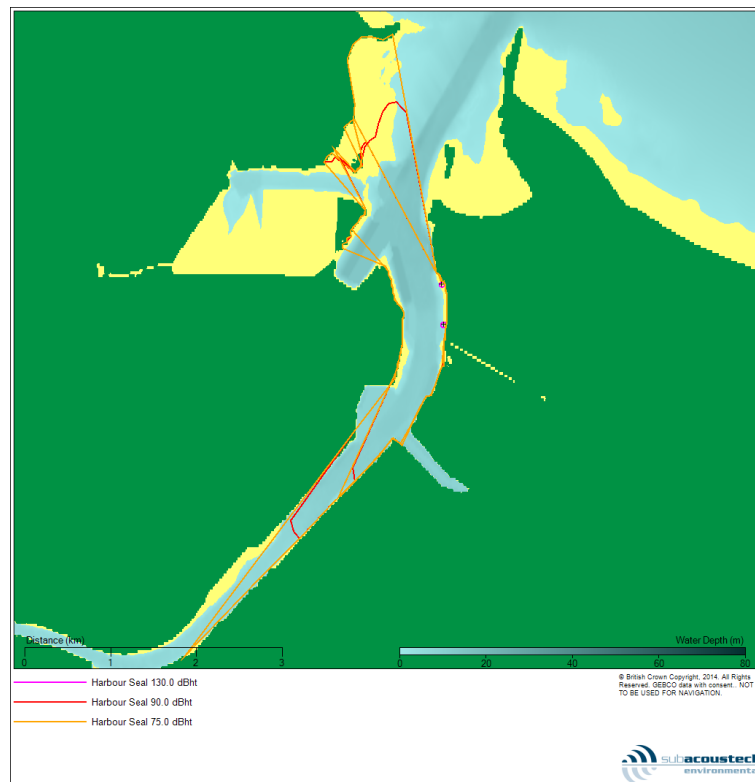 Distance (km)
0 1 2 3
Water Depth (m)
0 20 40 60 80
Harbour Seal 130.0 dBht
Harbour Seal 90.0 dBht
Harbour Seal 75.0 dBht
© British Crown Copyright, 2014. All Rights
Reserved. GEBCO data with consent.. NOT
TO BE USED FOR NAVIGATION.
subacoustech
environmental